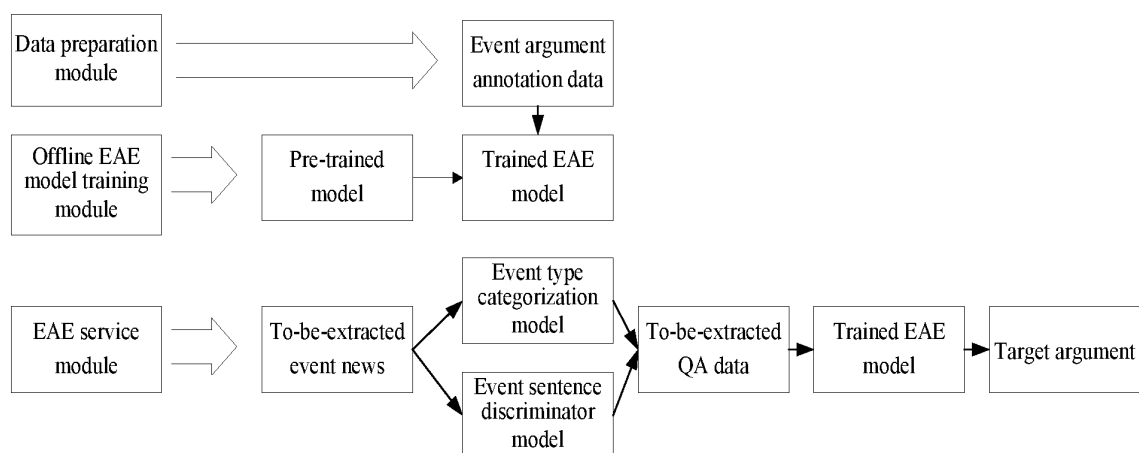 Data preparation
module
Event argument
annotation data
Offline EAE
model training
module
Pre-trained
model
Trained EAE
model
EAE service
module
To-be-extracted
event news
Event type
categorization
model
Event sentence
discriminator
model
To-be-extracted
QA data
Trained EAE
model
Target argument